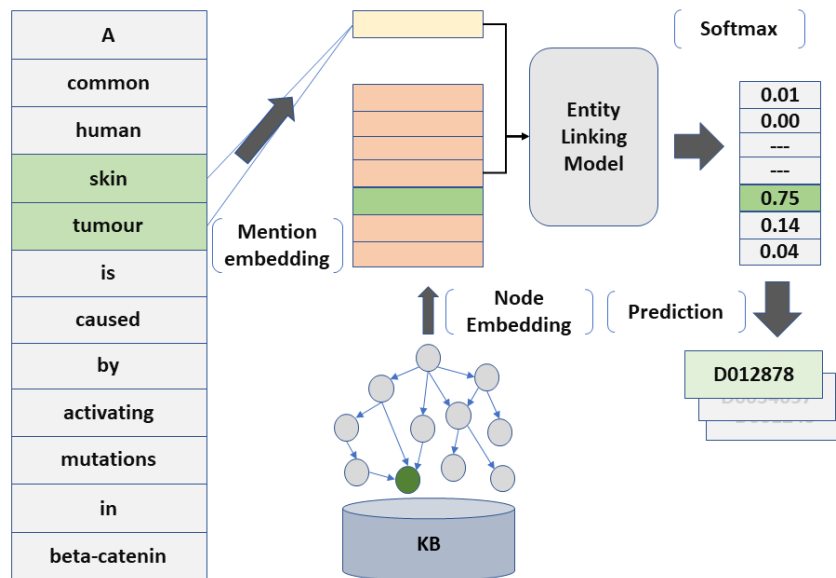 A
common
human
skin
tumour
is
caused
by
activating
mutations
in
beta-catenin
Mention
embedding
Entity
Linking
Model
Softmax
0.01
0.00
---
---
0.75
0.14
0.04
Node
Embedding
Prediction
D012878
KB